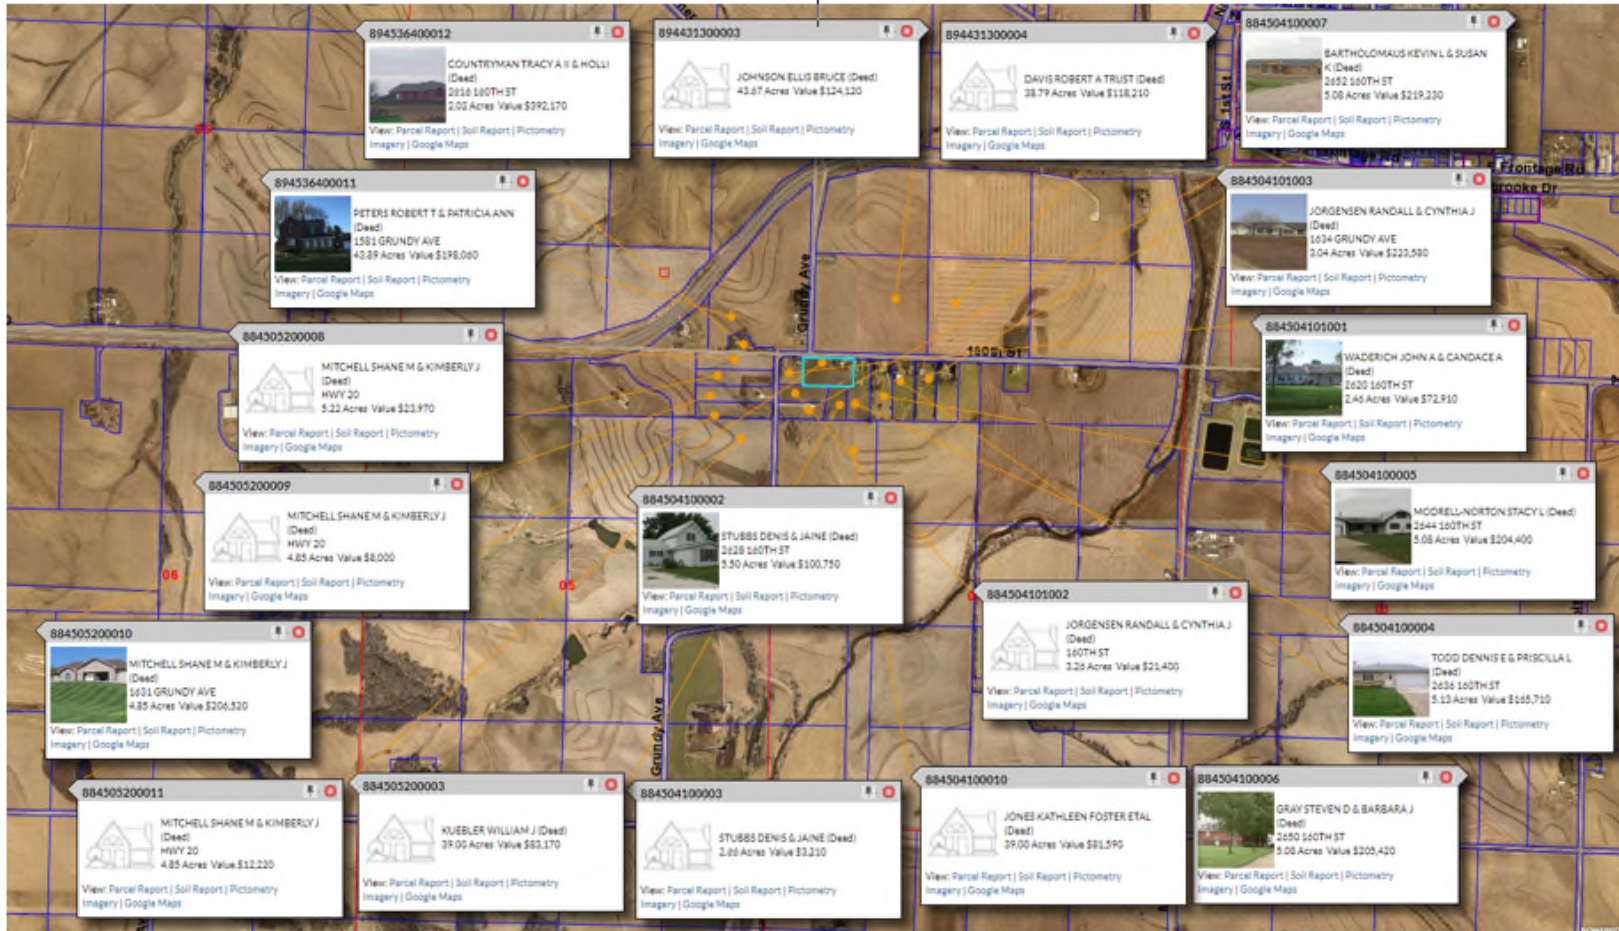 894536400012
COUNTRYMAN TRACY A II & HOLLI
(Deed)
2616 160TH ST
2.02 Acres Value $392,170
View: Parcel Report | Soil Report | Pictometry
Imagery | Google Maps
894431300003
JOHNSON ELLIS BRUCE (Deed)
43.67 Acres Value $124,120
View: Parcel Report | Soil Report | Pictometry
Imagery | Google Maps
894431300004
DAVIS ROBERT A TRUST (Deed)
38.79 Acres Value $118,210
View: Parcel Report | Soil Report | Pictometry
Imagery | Google Maps
884504100007
BARTHOLOMAUS KEVIN L & SUSAN
K (Deed)
2652 160TH ST
5.08 Acres Value $219,230
View: Parcel Report | Soil Report | Pictometry
Imagery | Google Maps
S 1st St
E Frontage Rd
894536400011
PETERS ROBERT T & PATRICIA ANN
(Deed)
1581 GRUNDY AVE
43.89 Acres Value $198,060
View: Parcel Report | Soil Report | Pictometry
Imagery | Google Maps
884504101003
JORGENSEN RANDALL & CYNTHIA J
(Deed)
1634 GRUNDY AVE
3.04 Acres Value $223,580
View: Parcel Report | Soil Report | Pictometry
Imagery | Google Maps
Grundy Ave
160th St
884505200008
MITCHELL SHANE M & KIMBERLY J
(Deed)
HWY 20
5.22 Acres Value $23,970
View: Parcel Report | Soil Report | Pictometry
Imagery | Google Maps
884504101001
WADERICH JOHN A & CANDACE A
(Deed)
2620 160TH ST
2.46 Acres Value $72,910
View: Parcel Report | Soil Report | Pictometry
Imagery | Google Maps
884505200009
MITCHELL SHANE M & KIMBERLY J
(Deed)
HWY 20
4.85 Acres Value $8,000
View: Parcel Report | Soil Report | Pictometry
Imagery | Google Maps
884504100002
STUBBS DENIS & JAINE (Deed)
2628 160TH ST
5.50 Acres Value $100,750
View: Parcel Report | Soil Report | Pictometry
Imagery | Google Maps
884504100005
MODRELL-NORTON STACY L (Deed)
2644 160TH ST
5.08 Acres Value $204,400
View: Parcel Report | Soil Report | Pictometry
Imagery | Google Maps
06
05
884504101002
JORGENSEN RANDALL & CYNTHIA J
(Deed)
160TH ST
3.26 Acres Value $21,400
View: Parcel Report | Soil Report | Pictometry
Imagery | Google Maps
884505200010
MITCHELL SHANE M & KIMBERLY J
(Deed)
1631 GRUNDY AVE
4.85 Acres Value $206,520
View: Parcel Report | Soil Report | Pictometry
Imagery | Google Maps
884504100004
TODD DENNIS E & PRISCILLA L
(Deed)
2636 160TH ST
5.13 Acres Value $165,710
View: Parcel Report | Soil Report | Pictometry
Imagery | Google Maps
Grundy Ave
884505200011
MITCHELL SHANE M & KIMBERLY J
(Deed)
HWY 20
4.85 Acres Value $12,220
View: Parcel Report | Soil Report | Pictometry
Imagery | Google Maps
884505200003
KUEBLER WILLIAM J (Deed)
39.00 Acres Value $83,170
View: Parcel Report | Soil Report | Pictometry
Imagery | Google Maps
884504100003
STUBBS DENIS & JAINE (Deed)
2.66 Acres Value $3,210
View: Parcel Report | Soil Report | Pictometry
Imagery | Google Maps
884504100010
JONES KATHLEEN FOSTER ETAL
(Deed)
39.00 Acres Value $81,590
View: Parcel Report | Soil Report | Pictometry
Imagery | Google Maps
884504100006
GRAY STEVEN D & BARBARA J
(Deed)
2650 160TH ST
5.08 Acres Value $205,420
View: Parcel Report | Soil Report | Pictometry
Imagery | Google Maps